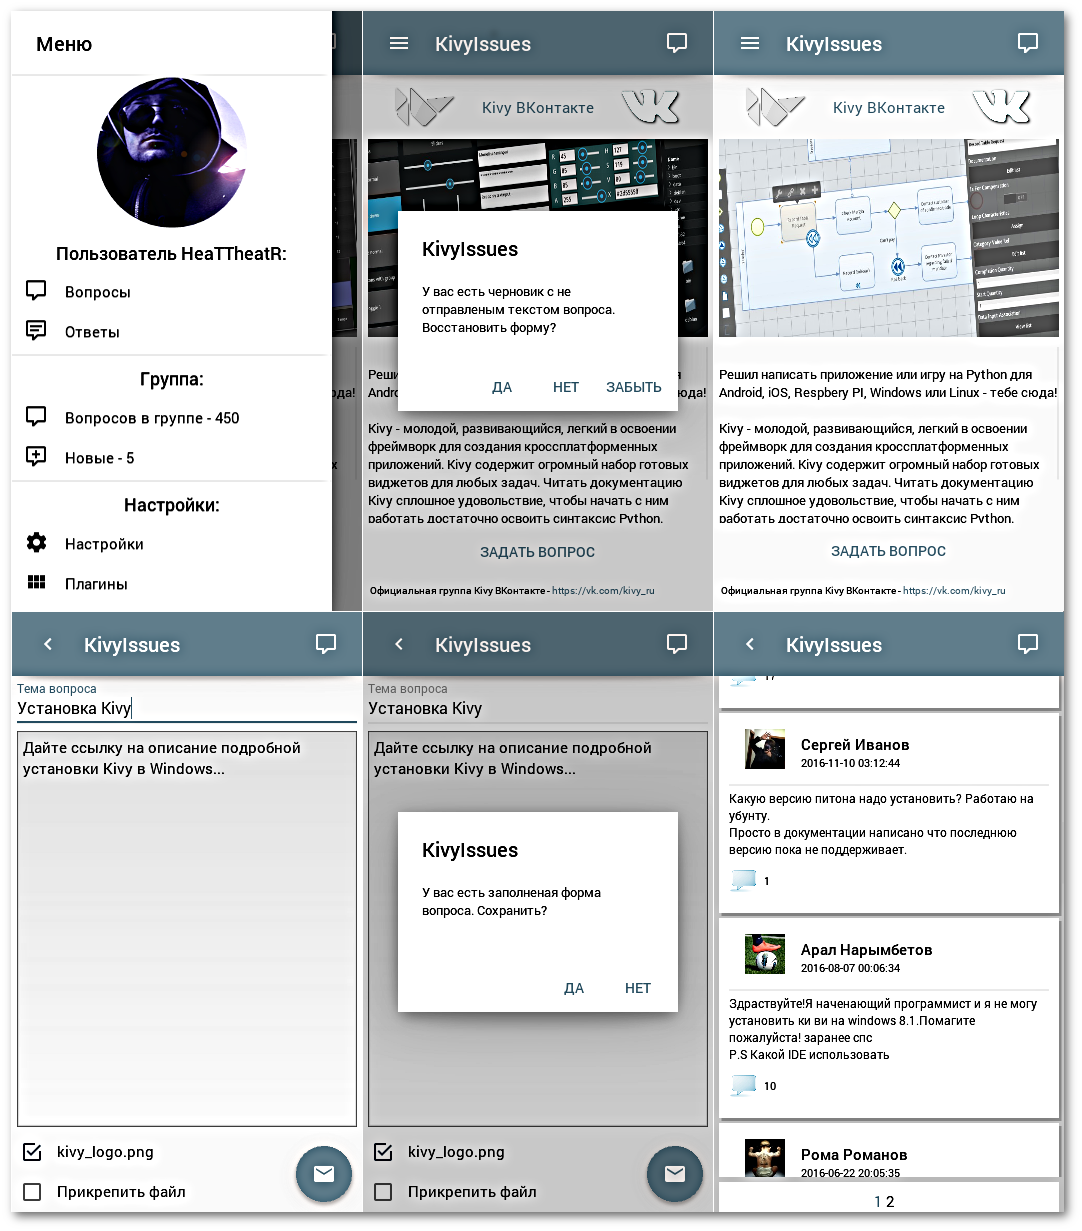 Меню
Пользователь HeaTTheatR:
Вопросы
Ответы
Группа:
Вопросов в группе - 450
Новые - 5
Настройки:
Настройки
Плагины
KivyIssues
Kivy ВКонтакте
KivyIssues
У вас есть черновик с не
отправленым текстом вопроса.
Восстановить форму?
ДА НЕТ ЗАБЫТЬ
Kivy - молодой, развивающийся, легкий в освоении
фреймворк для создания кроссплатформенных
приложений. Kivy содержит огромный набор готовых
виджетов для любых задач. Читать документацию
Kivy сплошное удовольствие, чтобы начать с ним
работать достаточно освоить синтаксис Python.
ЗАДАТЬ ВОПРОС
Официальная группа Kivy ВКонтакте - https://vk.com/kivy_ru
KivyIssues
Kivy ВКонтакте
Решил написать приложение или игру на Python для
Android, iOS, Respbery PI, Windows или Linux - тебе сюда!
Kivy - молодой, развивающийся, легкий в освоении
фреймворк для создания кроссплатформенных
приложений. Kivy содержит огромный набор готовых
виджетов для любых задач. Читать документацию
Kivy сплошное удовольствие, чтобы начать с ним
работать достаточно освоить синтаксис Python.
ЗАДАТЬ ВОПРОС
Официальная группа Kivy ВКонтакте - https://vk.com/kivy_ru
KivyIssues
Тема вопроса
Установка Kivy
Дайте ссылку на описание подробной
установки Kivy в Windows...
kivy_logo.png
Прикрепить файл
KivyIssues
Тема вопроса
Установка Kivy
Дайте ссылку на описание подробной
установки Kivy в Windows...
KivyIssues
У вас есть заполненая форма
вопроса. Сохранить?
ДА НЕТ
kivy_logo.png
Прикрепить файл
KivyIssues
17
Сергей Иванов
2016-11-10 03:12:44
Какую версию питона надо установить? Работаю на
убунту.
Просто в документации написано что последнюю
версию пока не поддерживает.
1
Арал Нарымбетов
2016-08-07 00:06:34
Здраствуйте!Я наченающий программист и я не могу
установить ки ви на windows 8.1.Помагите
пожалуйста! заранее спс
P.S Какой IDE использовать
10
Рома Романов
2016-06-22 20:05:35
1 2